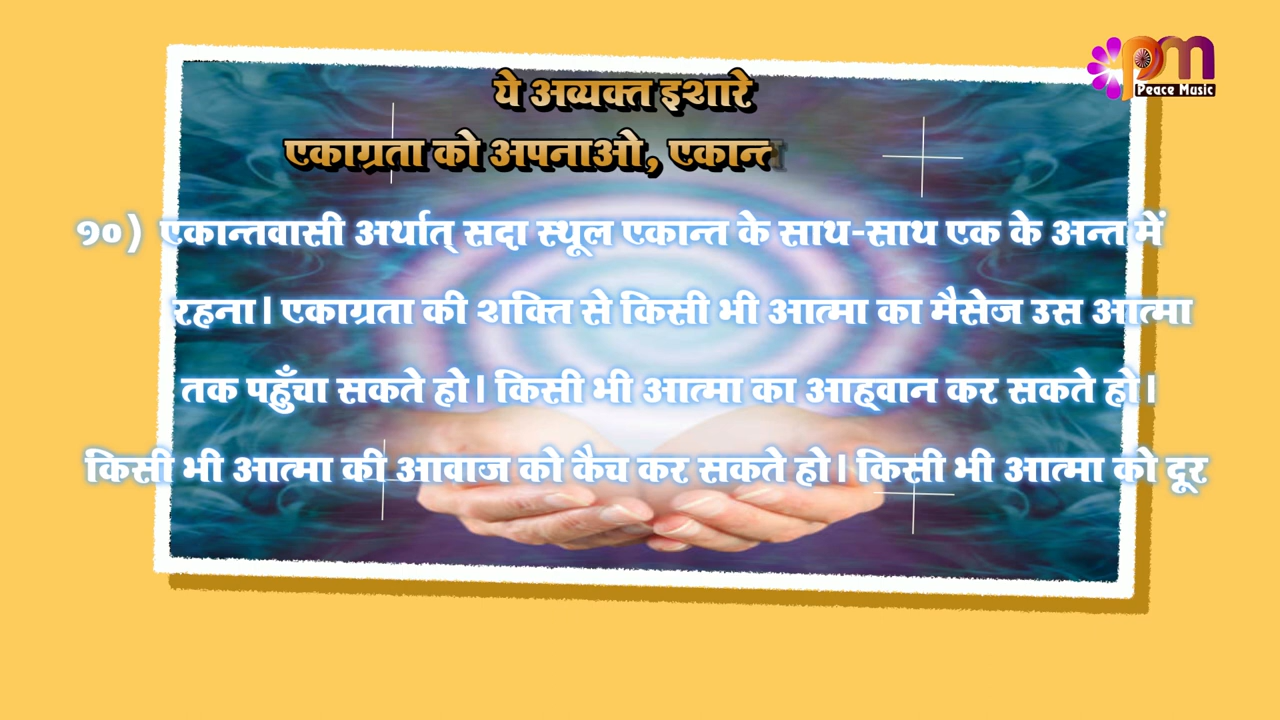 pm
Peace Music
ये अव्यक्त इशारे
एकाग्रता को अपनाओ,
१०) एकान्तवासी अर्थात् सदा स्थूल एकान्त के साथ-साथ एक के अन्त में
रहना। एकाग्रता की शक्ति से किसी भी आत्मा का मैसेज उस आत्मा
तक पहुँचा सकते हो। किसी भी आत्मा का आह्वान कर सकते हो।
किसी भी आत्मा की आवाज को कैच कर सकते हो। किसी भी आत्मा को दूर